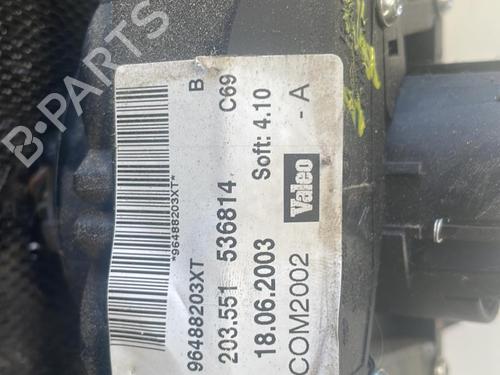 B-PARTS
*96488203XT*
96488203XT B
203.551 536814 C69
18.06.2003 Soft: 4.10
COM2002 Valeo - A